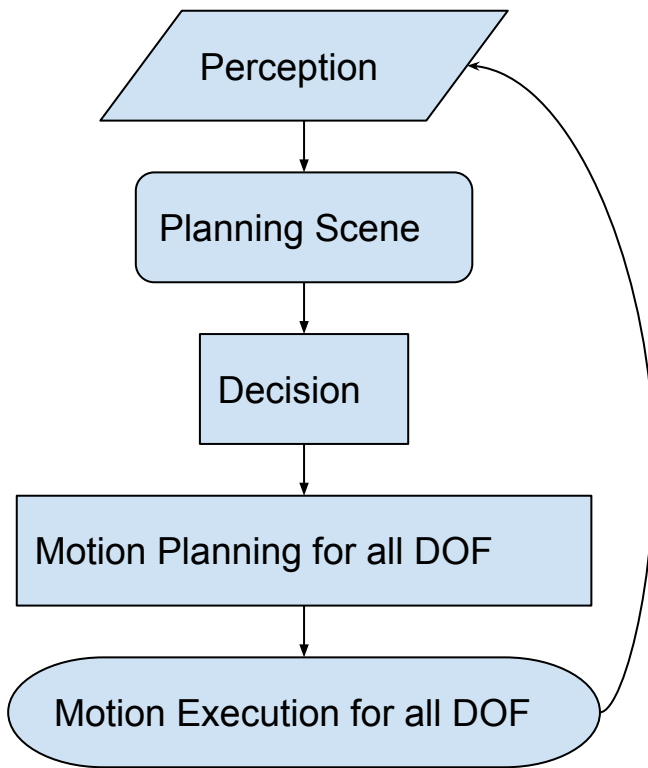 Perception
Planning Scene
Decision
Motion Planning for all DOF
Motion Execution for all DOF